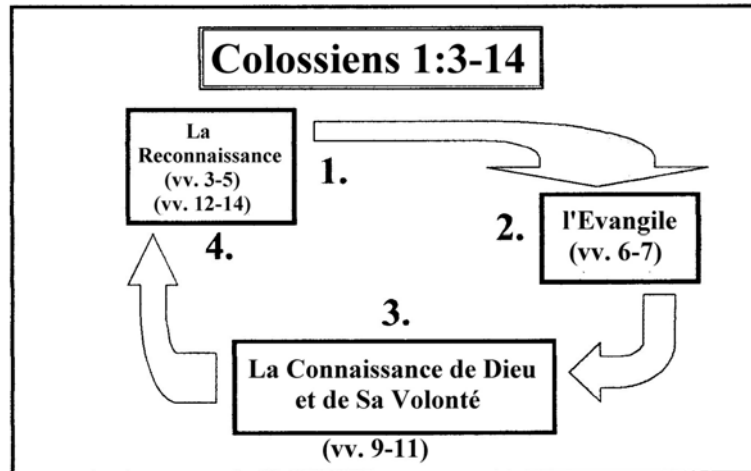 Colossiens 1:3-14
La
Reconnaissance
(vv. 3-5)
(vv. 12-14)
1.
2.
l'Evangile
(vv. 6-7)
4.
3.
La Connaissance de Dieu
et de Sa Volonté
(vv. 9-11)